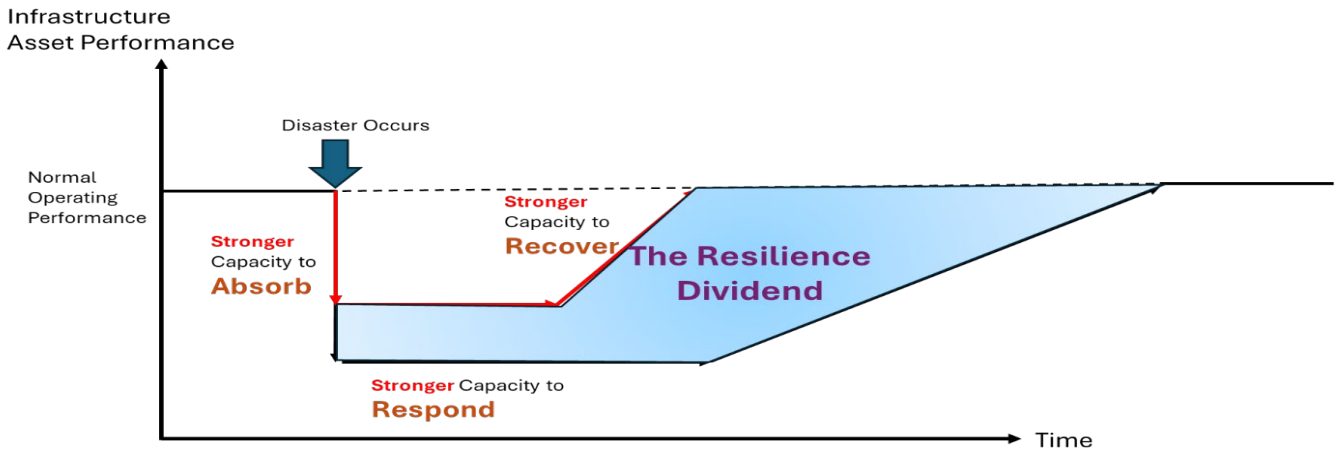 Infrastructure
Asset Performance
Disaster Occurs
Normal
Operating
Performance
Stronger
Capacity to
Absorb
Stronger
Capacity to
Recover
The Resilience
Dividend
Stronger Capacity to
Respond
Time